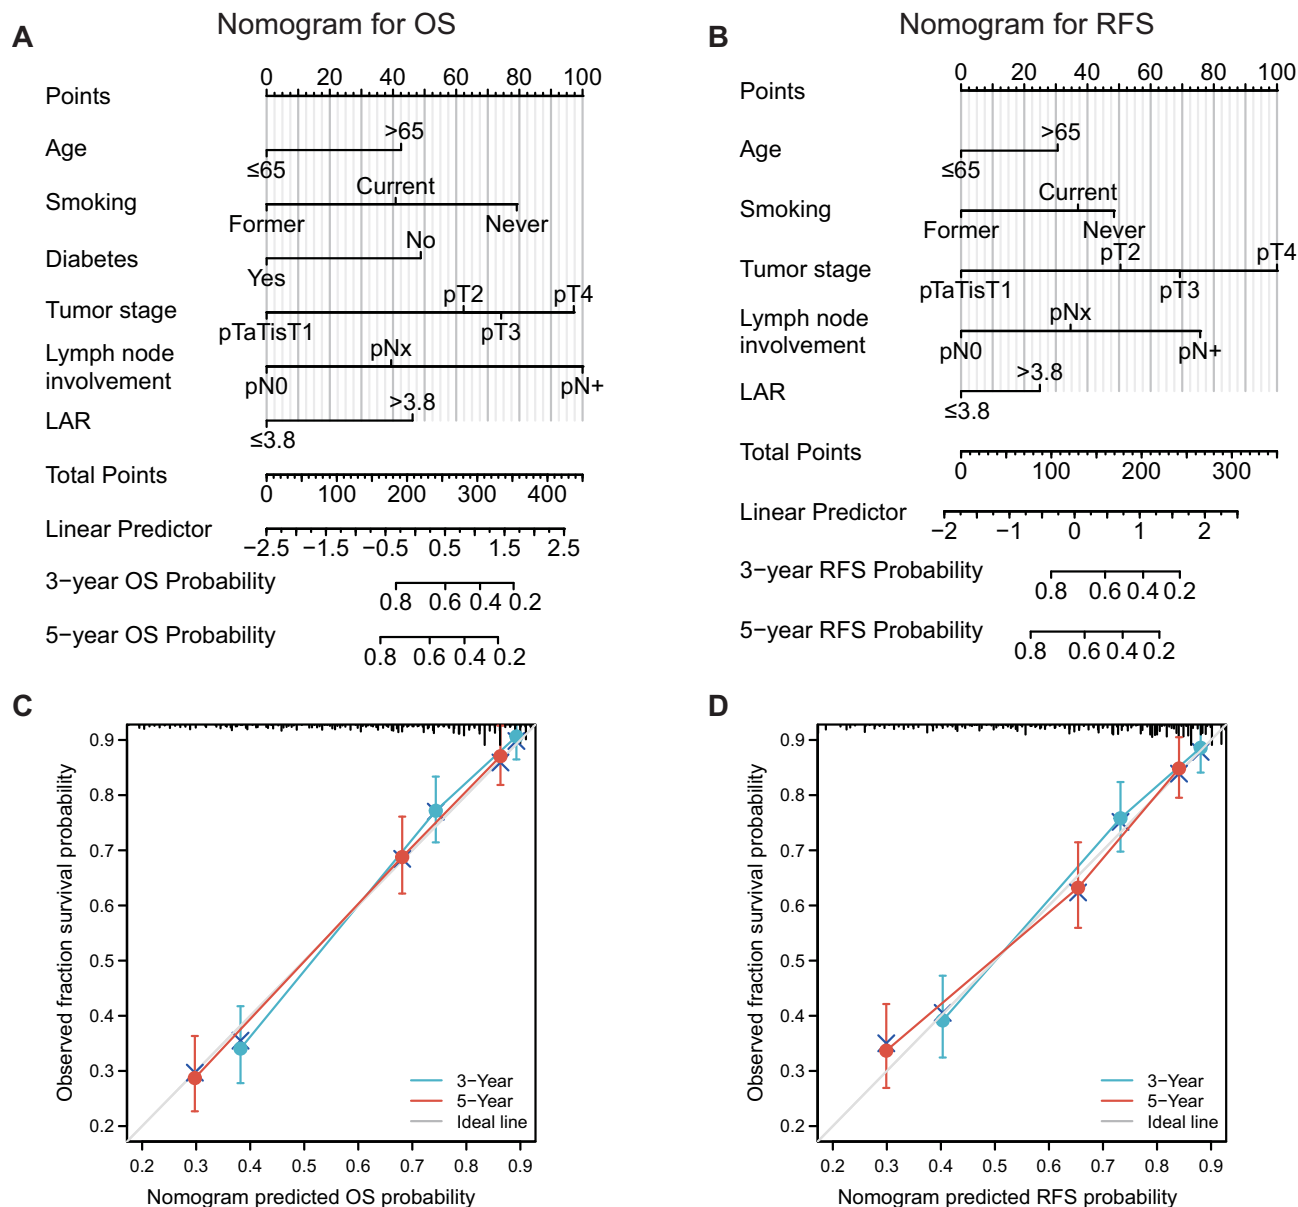 A
Nomogram for OS
Points
0 20 40 60 80 100
Age
>65
≤65
Smoking
Current
Former Never
Diabetes
No
Yes
Tumor stage
pT2 pT4
pTaTisT1 pT3
Lymph node
involvement
pNx
pN0 pN+
LAR
>3.8
≤3.8
Total Points
0 100 200 300 400
Linear Predictor
−2.5 −1.5 −0.5 0.5 1.5 2.5
3−year OS Probability
0.8 0.6 0.4 0.2
5−year OS Probability
0.8 0.6 0.4 0.2
B
Nomogram for RFS
Points
0 20 40 60 80 100
Age
>65
≤65
Smoking
Current
Former Never
Tumor stage
pT2 pT4
pTaTisT1 pT3
Lymph node
involvement
pNx
pN0 pN+
LAR
>3.8
≤3.8
Total Points
0 100 200 300
Linear Predictor
−2 −1 0 1 2
3−year RFS Probability
0.8 0.6 0.4 0.2
5−year RFS Probability
0.8 0.6 0.4 0.2
C
Observed fraction survival probability
0.9
0.8
0.7
0.6
0.5
0.4
0.3
0.2
3−Year
5−Year
Ideal line
0.2 0.3 0.4 0.5 0.6 0.7 0.8 0.9
Nomogram predicted OS probability
D
Observed fraction survival probability
0.9
0.8
0.7
0.6
0.5
0.4
0.3
0.2
3−Year
5−Year
Ideal line
0.2 0.3 0.4 0.5 0.6 0.7 0.8 0.9
Nomogram predicted RFS probability